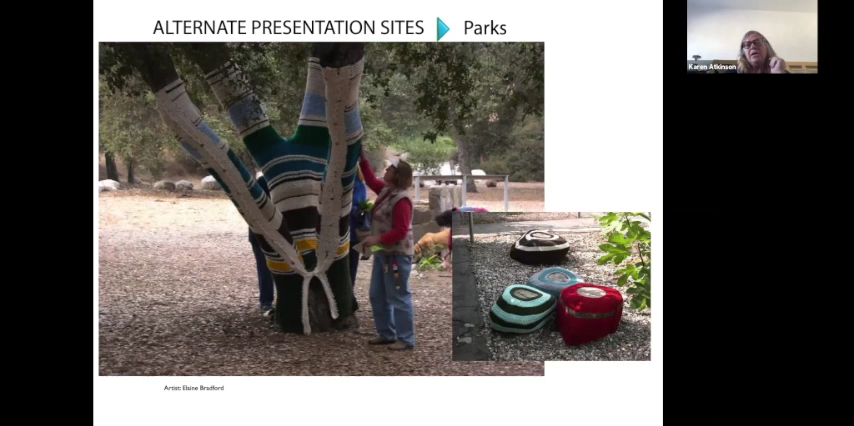 ALTERNATE PRESENTATION SITES Parks
Karen Atkinson
Artist: Elaine Bradford